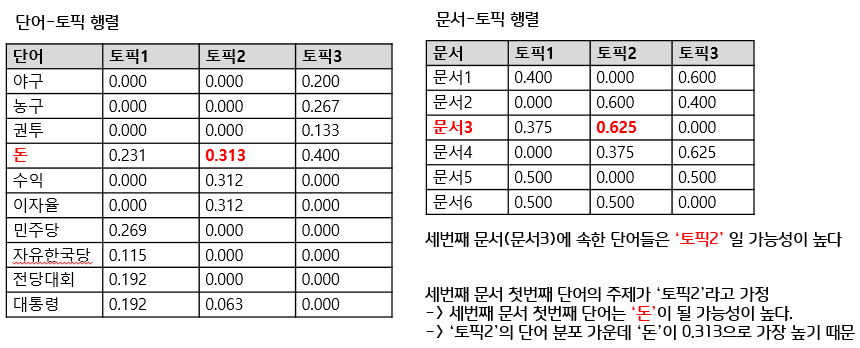 단어-토픽 행렬
단어 토픽1 토픽2 토픽3
야구 0.000 0.000 0.200
농구 0.000 0.000 0.267
권투 0.000 0.000 0.133
돈 0.231 0.313 0.400
수익 0.000 0.312 0.000
이자율 0.000 0.312 0.000
민주당 0.269 0.000 0.000
자유한국당 0.115 0.000 0.000
전당대회 0.192 0.000 0.000
대통령 0.192 0.063 0.000
문서-토픽 행렬
문서 토픽1 토픽2 토픽3
문서1 0.400 0.000 0.600
문서2 0.000 0.600 0.400
문서3 0.375 0.625 0.000
문서4 0.000 0.375 0.625
문서5 0.500 0.000 0.500
문서6 0.500 0.500 0.000
세번째 문서(문서3)에 속한 단어들은 ‘토픽2’ 일 가능성이 높다
세번째 문서 첫번째 단어의 주제가 ‘토픽2’라고 가정
-> 세번째 문서 첫번째 단어는 ‘돈’이 될 가능성이 높다.
-> ‘토픽2’의 단어 분포 가운데 ‘돈’이 0.313으로 가장 높기 때문